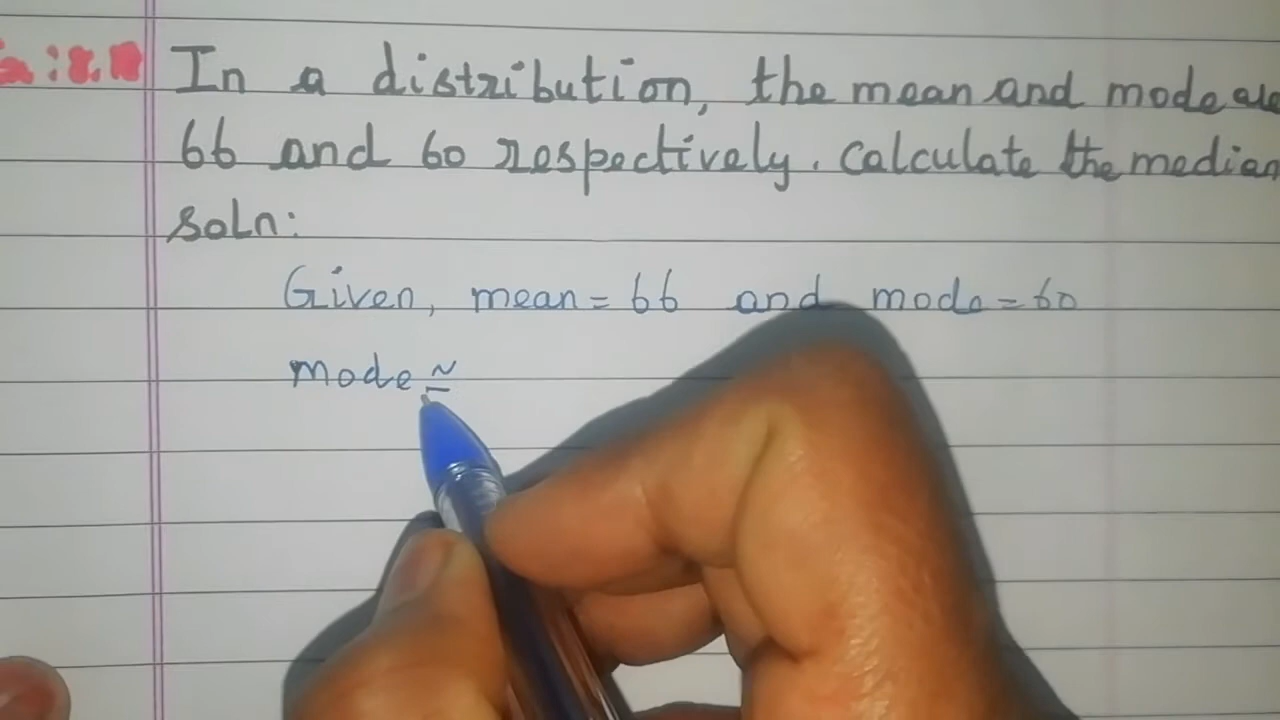 In a distribution, the mean and mode are
66 and 60 respectively. Calculate the median
Soln:
Given, mean = 66 and mode = 60
Mode ≃